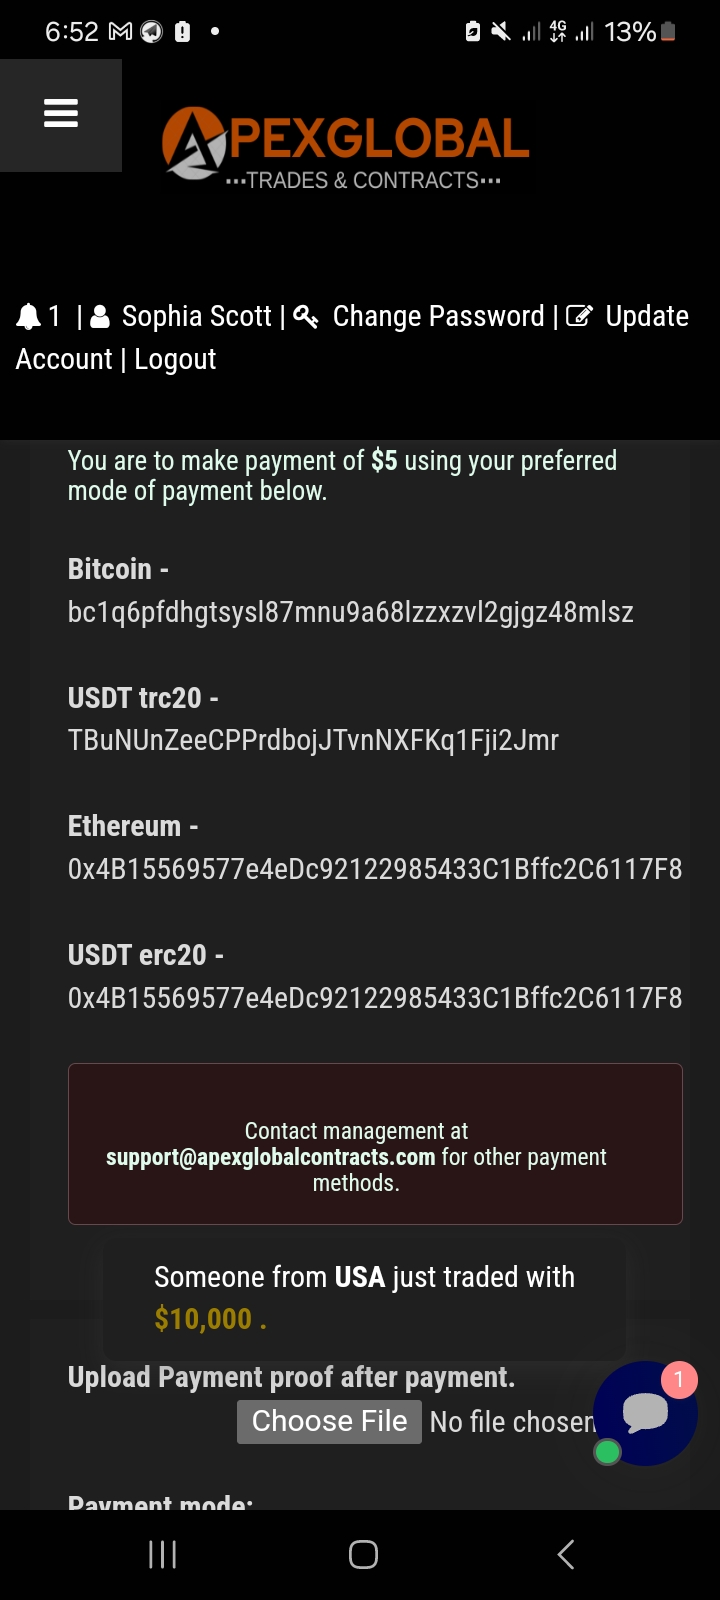 6:52
4G
13%
APEXGLOBAL
···TRADES & CONTRACTS···
1 | Sophia Scott | Change Password | Update
Account | Logout
You are to make payment of $5 using your preferred
mode of payment below.
Bitcoin -
bc1q6pfdhgtsysl87mnu9a68lzzxzvl2gjgz48mlsz
USDT trc20 -
TBuNUnZeeCPPrdbojJTvnNXFKq1Fji2Jmr
Ethereum -
0x4B15569577e4eDc92122985433C1Bffc2C6117F8
USDT erc20 -
0x4B15569577e4eDc92122985433C1Bffc2C6117F8
Contact management at
support@apexglobalcontracts.com for other payment
methods.
Someone from USA just traded with
$10,000 .
Upload Payment proof after payment.
Choose File No file chosen
1
Payment mode: